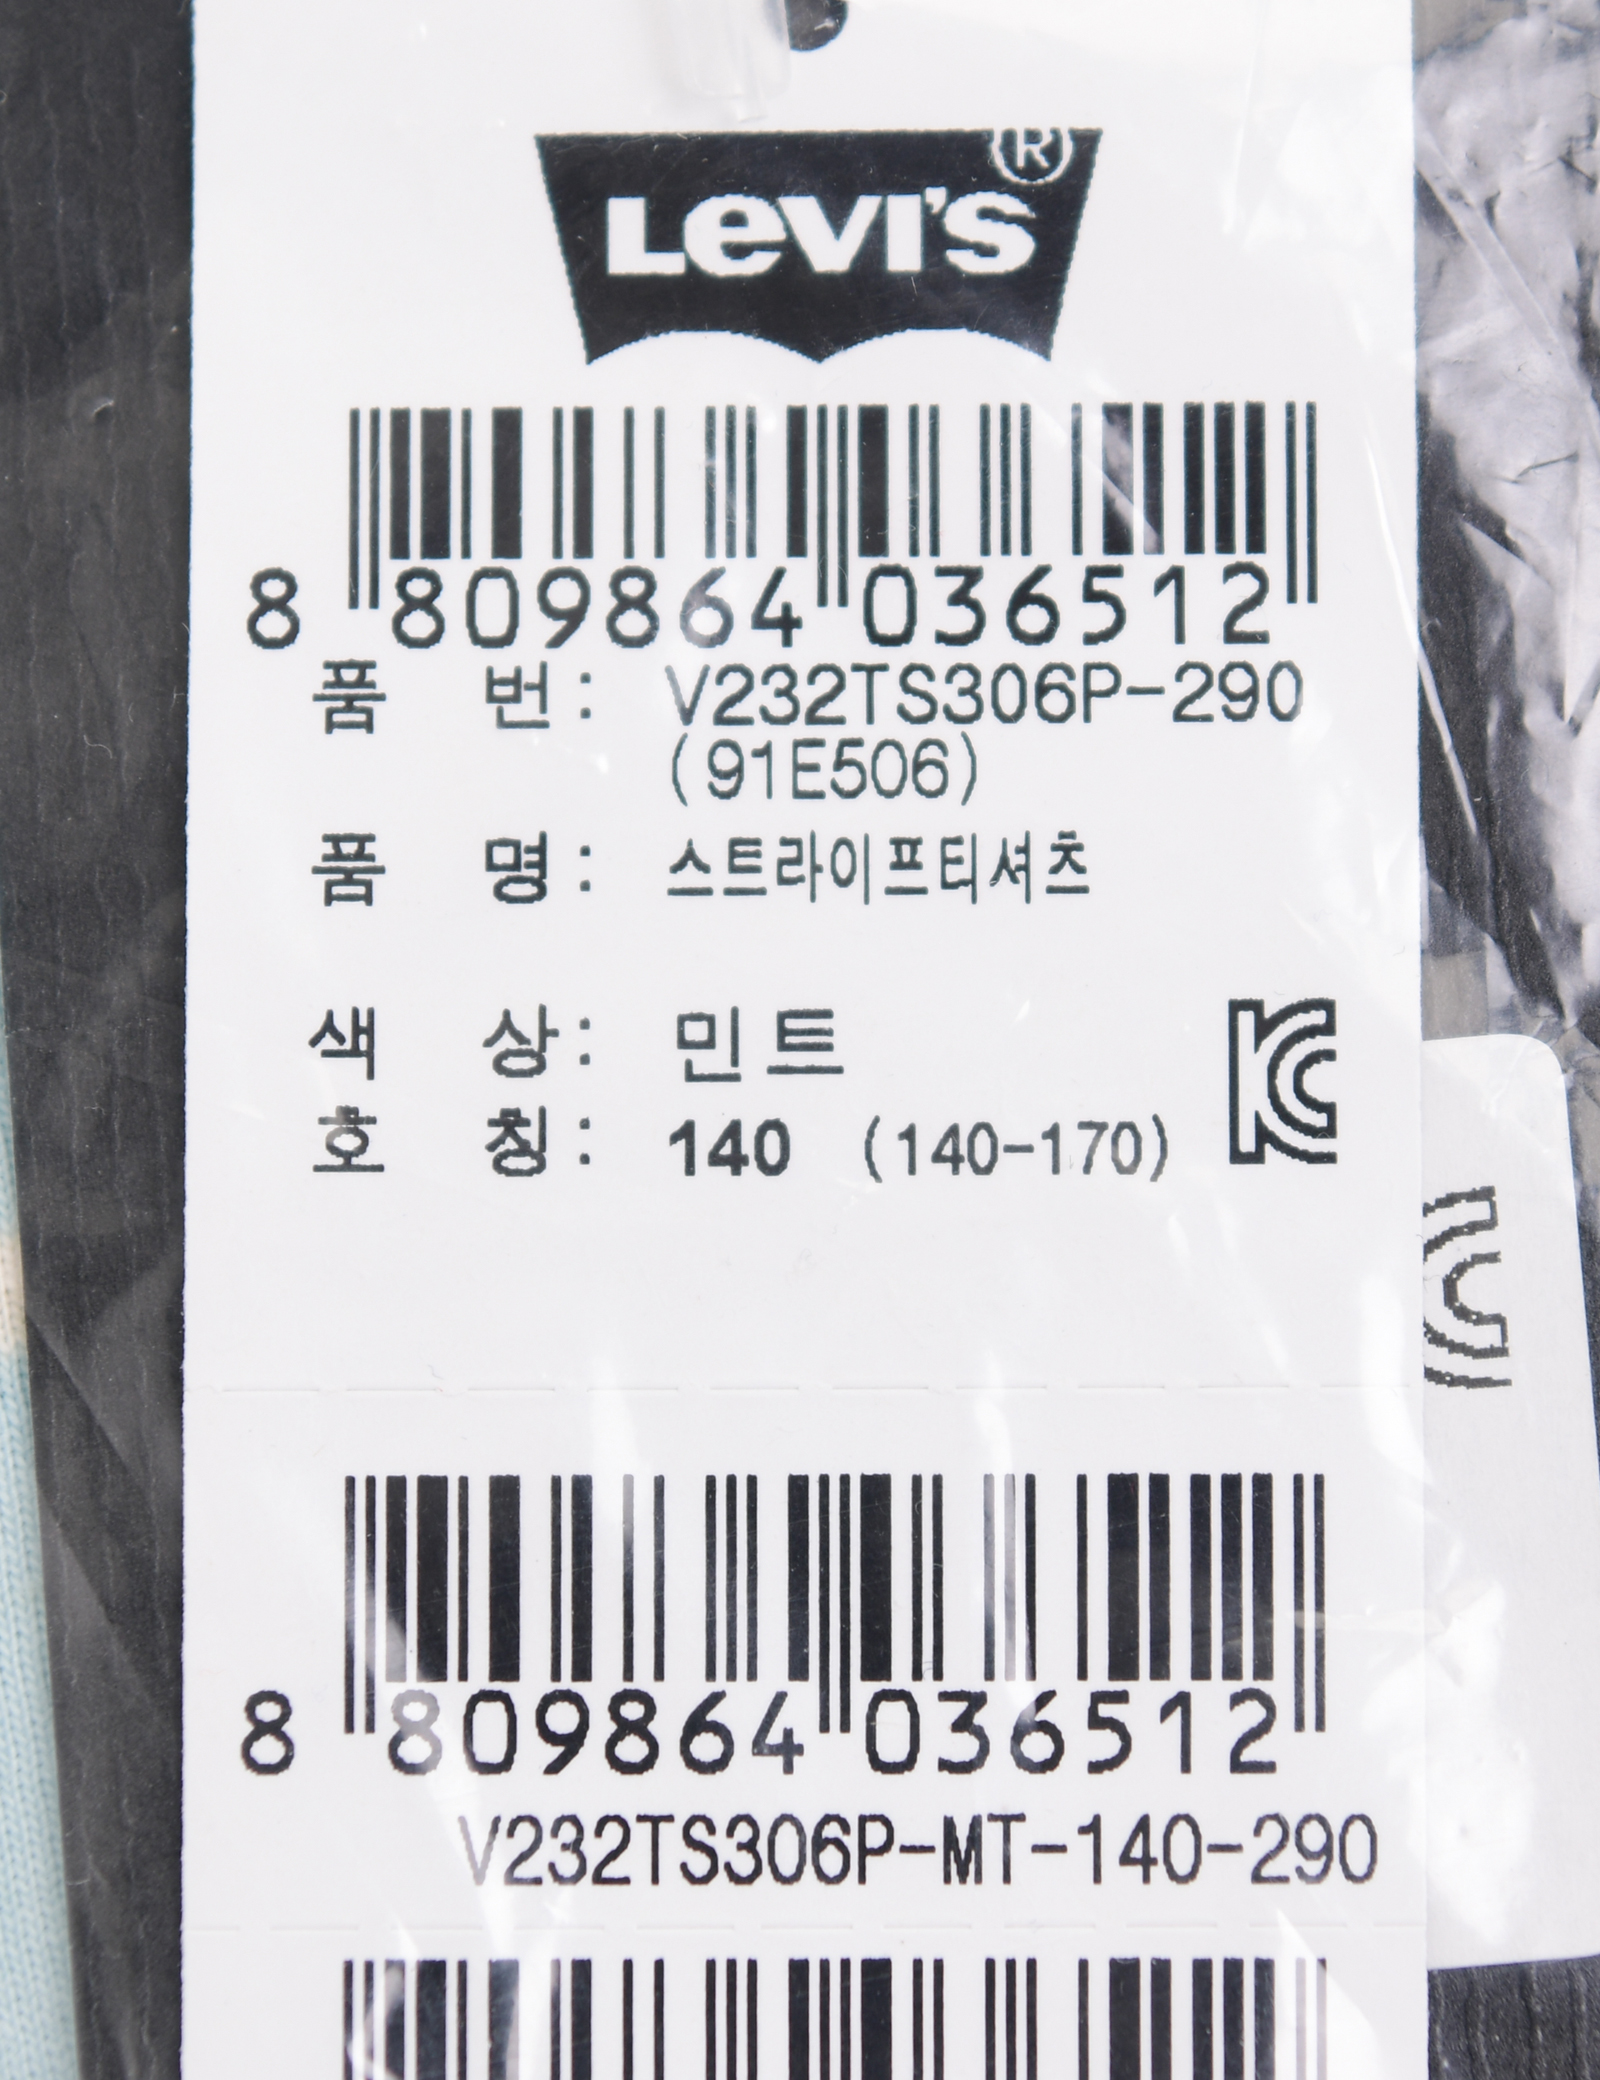 LEVI'S®
8 809864 036512
품 번 : V232TS306P-290
(91E506)
품 명 : 스트라이프티셔츠
색 상 : 민트
호 칭 : 140 (140-170)
8 809864 036512
V232TS306P-MT-140-290